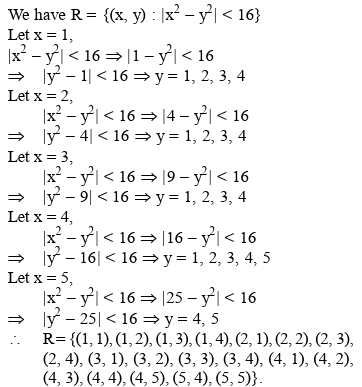 We have R = {(x, y) : |x² – y²| < 16}
Let x = 1,
|x² – y²| < 16 ⇒ |1 – y²| < 16
⇒ |y² – 1| < 16 ⇒ y = 1, 2, 3, 4
Let x = 2,
|x² – y²| < 16 ⇒ |4 – y²| < 16
⇒ |y² – 4| < 16 ⇒ y = 1, 2, 3, 4
Let x = 3,
|x² – y²| < 16 ⇒ |9 – y²| < 16
⇒ |y² – 9| < 16 ⇒ y = 1, 2, 3, 4
Let x = 4,
|x² – y²| < 16 ⇒ |16 – y²| < 16
⇒ |y² – 16| < 16 ⇒ y = 1, 2, 3, 4, 5
Let x = 5,
|x² – y²| < 16 ⇒ |25 – y²| < 16
⇒ |y² – 25| < 16 ⇒ y = 4, 5
∴ R = {(1, 1), (1, 2), (1, 3), (1, 4), (2, 1), (2, 2), (2, 3),
(2, 4), (3, 1), (3, 2), (3, 3), (3, 4), (4, 1), (4, 2),
(4, 3), (4, 4), (4, 5), (5, 4), (5, 5)}.